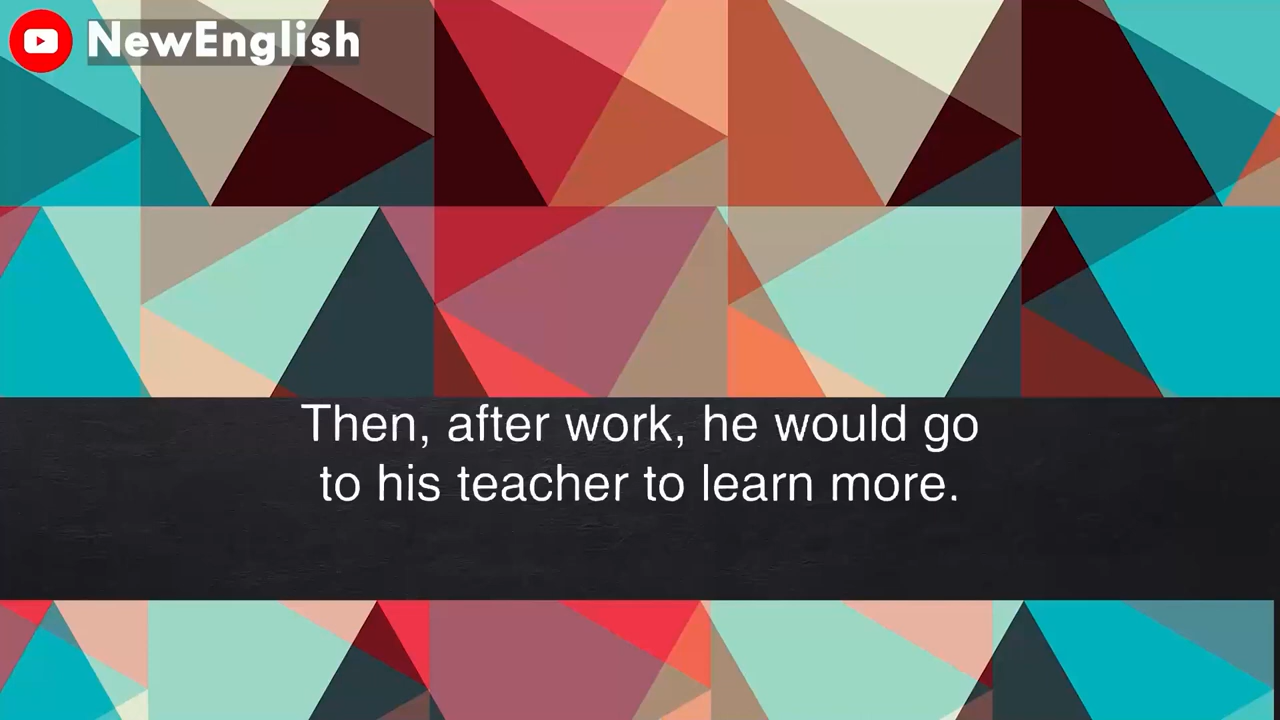 NewEnglish
Then, after work, he would go
to his teacher to learn more.